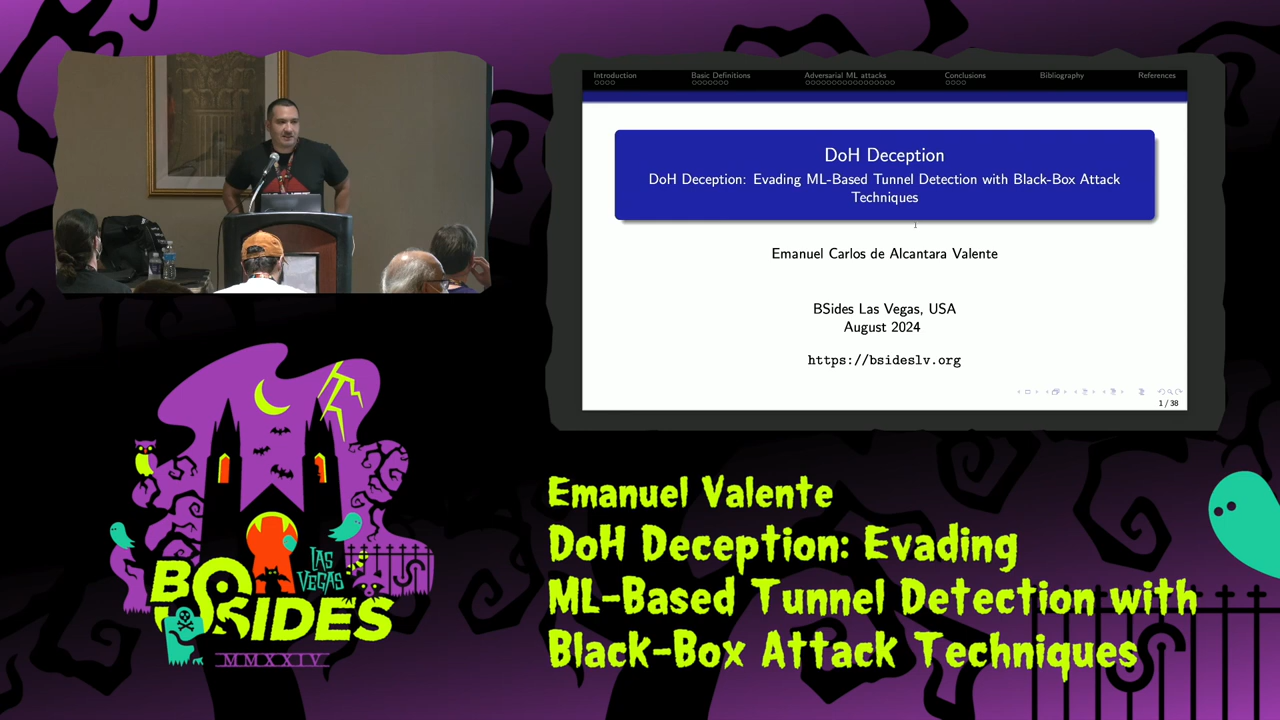 Introduction
Basic Definitions
Adversarial ML attacks
Conclusions
Bibliography
References
DoH Deception
DoH Deception: Evading ML-Based Tunnel Detection with Black-Box Attack
Techniques
Emanuel Carlos de Alcantara Valente
BSides Las Vegas, USA
August 2024
https://bsideslv.org
1 / 38
LAS
VEGAS
BSIDES
MMXXIV
Emanuel Valente
DoH Deception: Evading
ML-Based Tunnel Detection with
Black-Box Attack Techniques